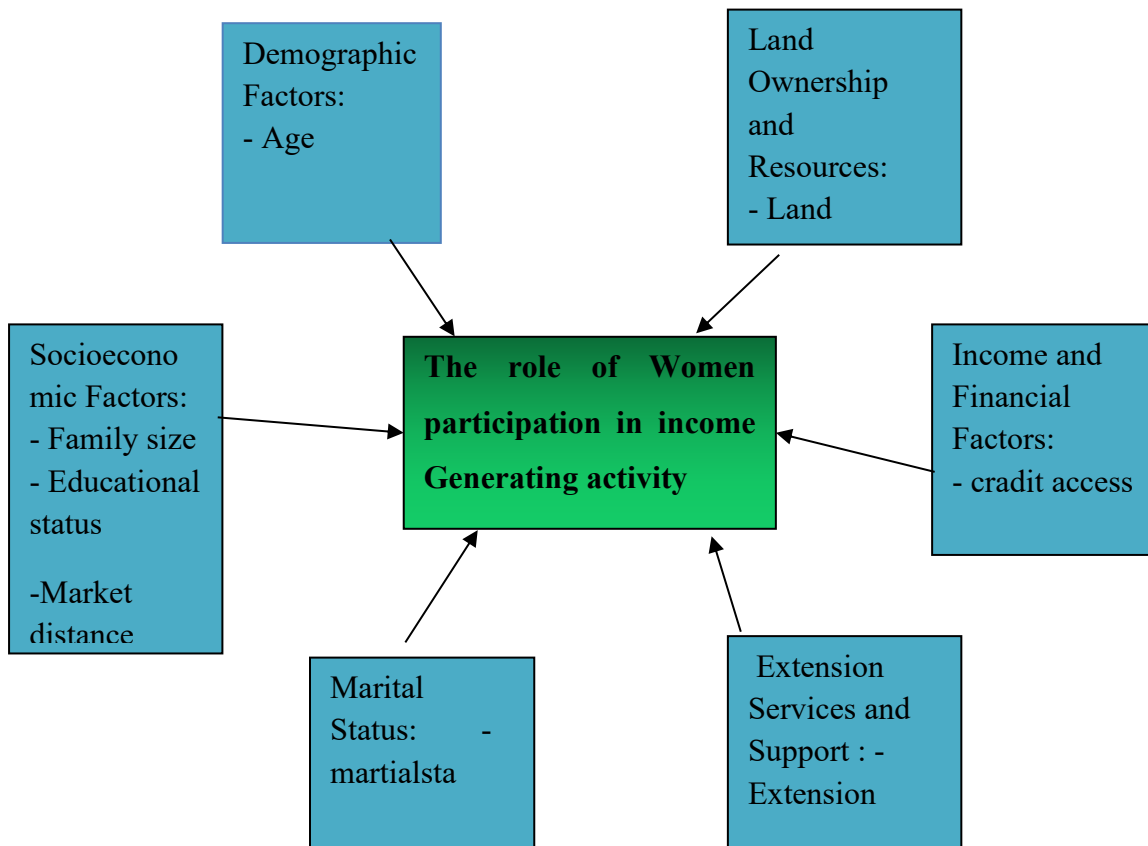 Demographic
Factors:
- Age
Land
Ownership
and
Resources:
- Land
Socioecono
mic Factors:
- Family size
- Educational
status
-Market
distance
The role of Women
participation in income
Generating activity
Income and
Financial
Factors:
- cradit access
Marital
Status: -
martialsta
Extension
Services and
Support : -
Extension